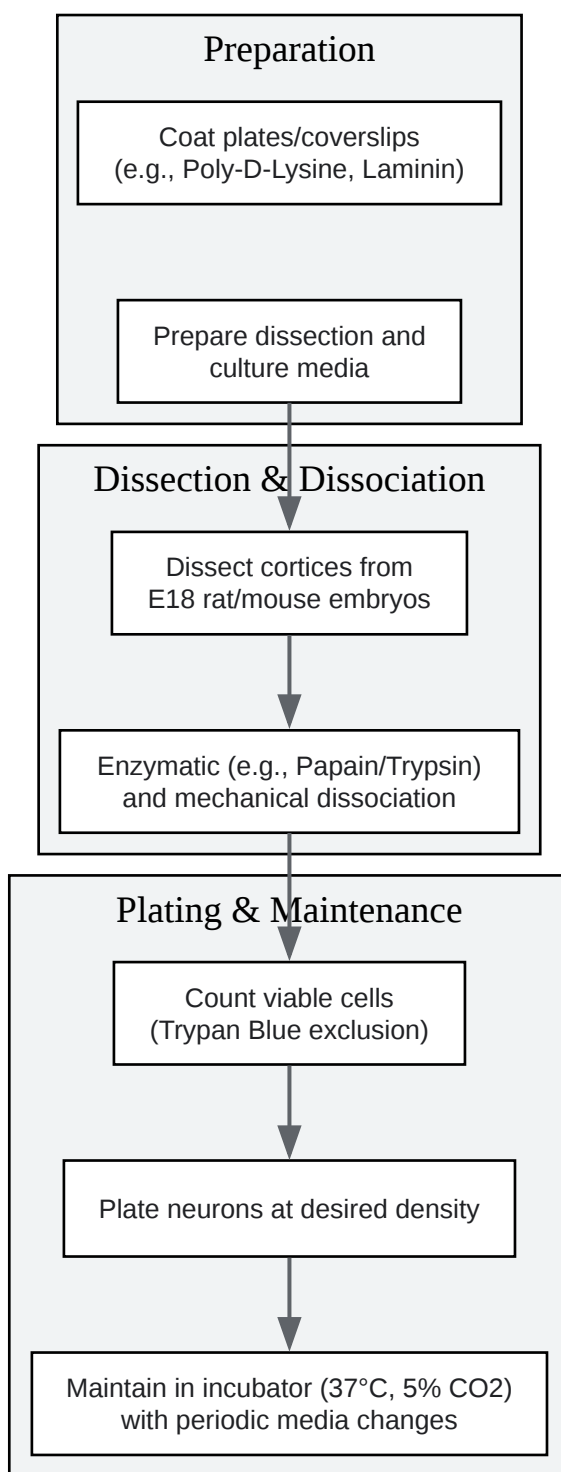 Preparation
Coat plates/coverslips
(e.g., Poly-D-Lysine, Laminin)
Prepare dissection and
culture media
Dissection & Dissociation
Dissect cortices from
E18 rat/mouse embryos
Enzymatic (e.g., Papain/Trypsin)
and mechanical dissociation
Plating & Maintenance
Count viable cells
(Trypan Blue exclusion)
Plate neurons at desired density
Maintain in incubator (37°C, 5% CO2)
with periodic media changes